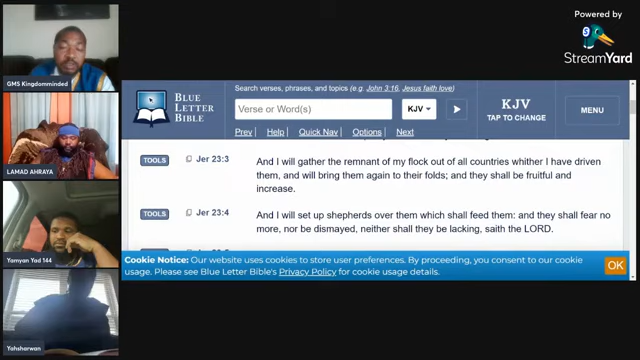 Powered by
StreamYard
GMS Kingdomminded
LAMAD AHRAYA
Yamyan Yad 144
Yahsharwan
BLUE
LETTER
BIBLE
Search verses, phrases, and topics (e.g. John 3:16, Jesus faith love)
Verse or Word(s)
KJV
KJV
TAP TO CHANGE
MENU
Prev
Help
Quick Nav
Options
Next
TOOLS
Jer 23:3
And I will gather the remnant of my flock out of all countries whither I have driven
them, and will bring them again to their folds; and they shall be fruitful and
increase.
TOOLS
Jer 23:4
And I will set up shepherds over them which shall feed them: and they shall fear no
more, nor be dismayed, neither shall they be lacking, saith the LORD.
Cookie Notice: Our website uses cookies to store user preferences. By proceeding, you consent to our cookie
usage. Please see Blue Letter Bible's Privacy Policy for cookie usage details.
OK